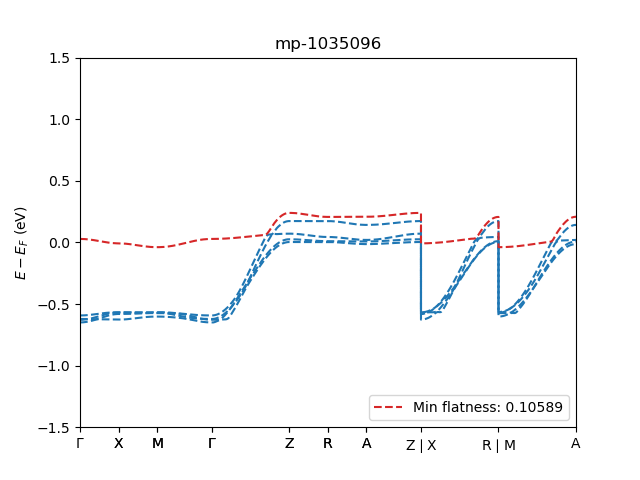 mp-1035096
1.5
1.0
0.5
0.0
−0.5
−1.0
−1.5
E − E_F (eV)
Min flatness: 0.10589
Γ X M Γ Z R A Z | X R | M A